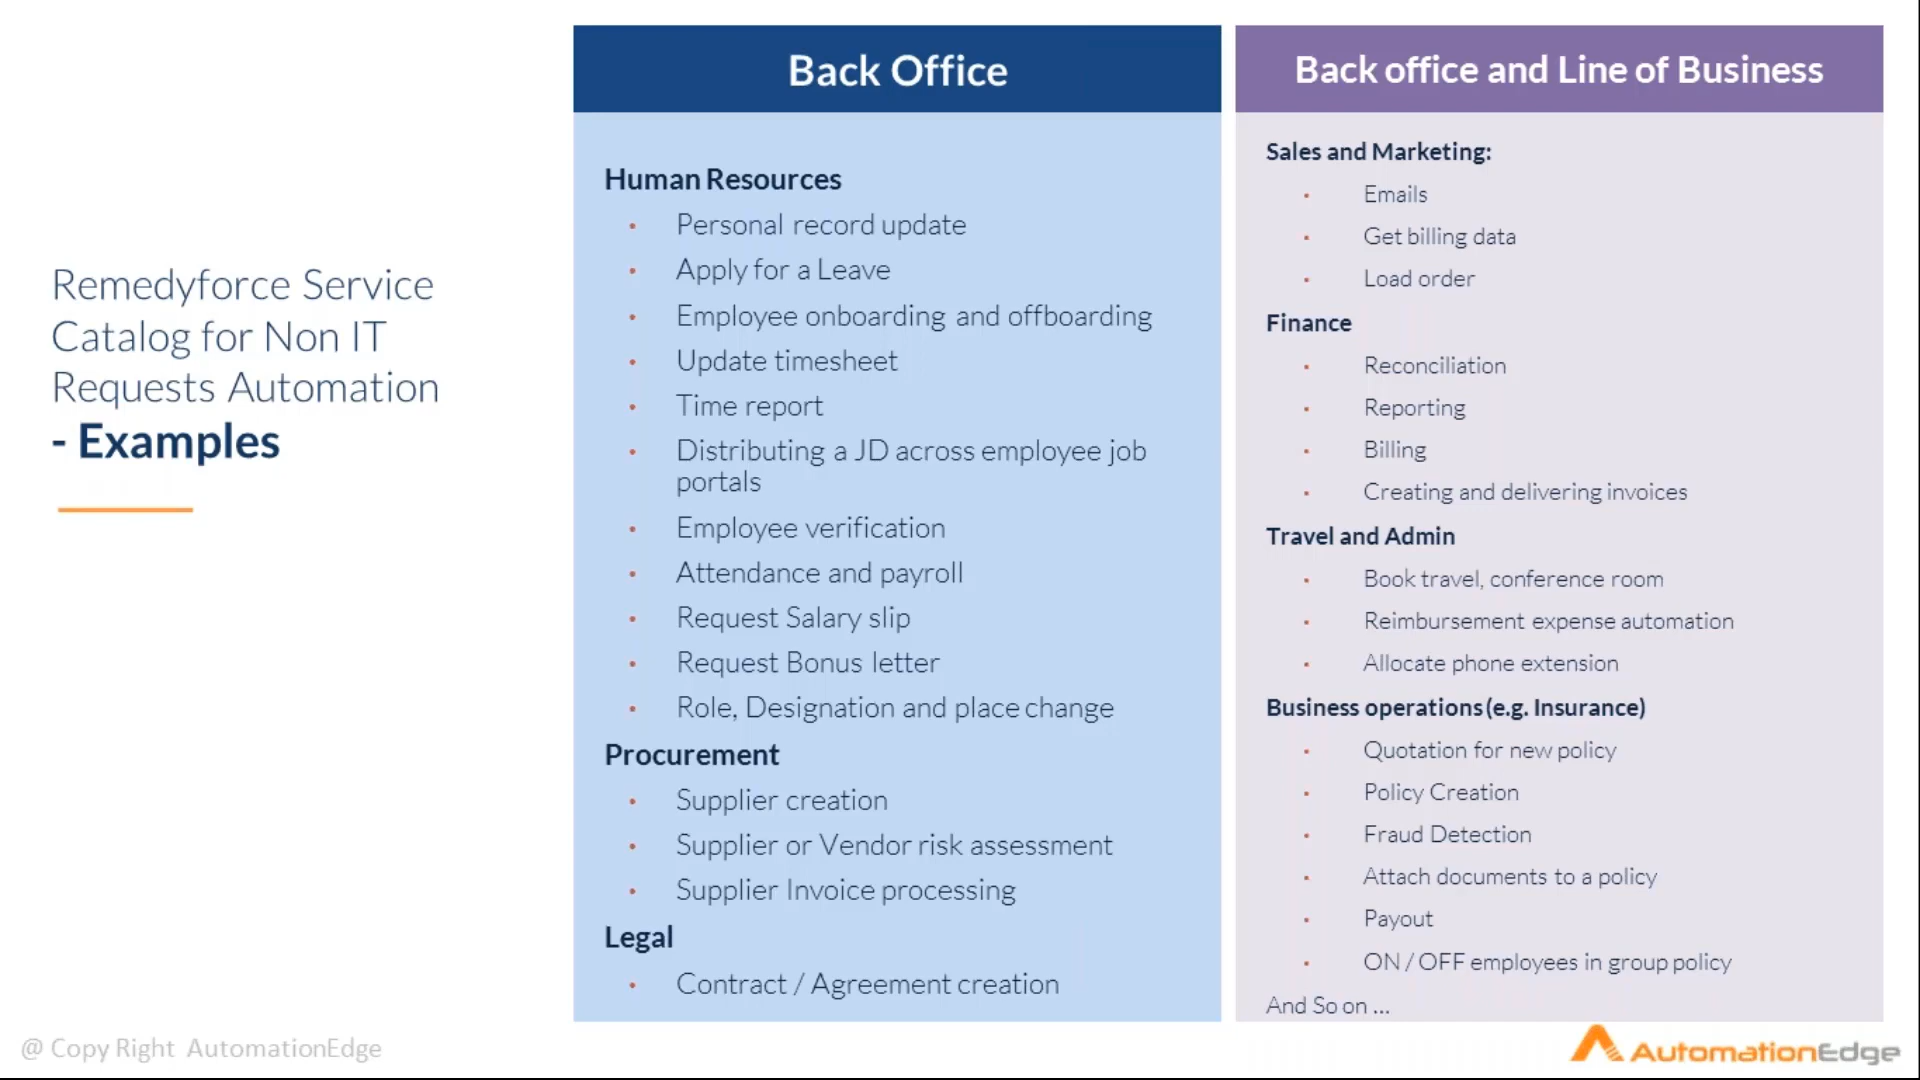 Remedyforce Service
Catalog for Non IT
Requests Automation
- Examples
Back Office
Human Resources
• Personal record update
• Apply for a Leave
• Employee onboarding and offboarding
• Update timesheet
• Time report
• Distributing a JD across employee job
portals
• Employee verification
• Attendance and payroll
• Request Salary slip
• Request Bonus letter
• Role, Designation and place change
Procurement
• Supplier creation
• Supplier or Vendor risk assessment
• Supplier Invoice processing
Legal
• Contract / Agreement creation
Back office and Line of Business
Sales and Marketing:
• Emails
• Get billing data
• Load order
Finance
• Reconciliation
• Reporting
• Billing
• Creating and delivering invoices
Travel and Admin
• Book travel, conference room
• Reimbursement expense automation
• Allocate phone extension
Business operations (e.g. Insurance)
• Quotation for new policy
• Policy Creation
• Fraud Detection
• Attach documents to a policy
• Payout
• ON / OFF employees in group policy
And So on ...
@ Copy Right AutomationEdge
AutomationEdge